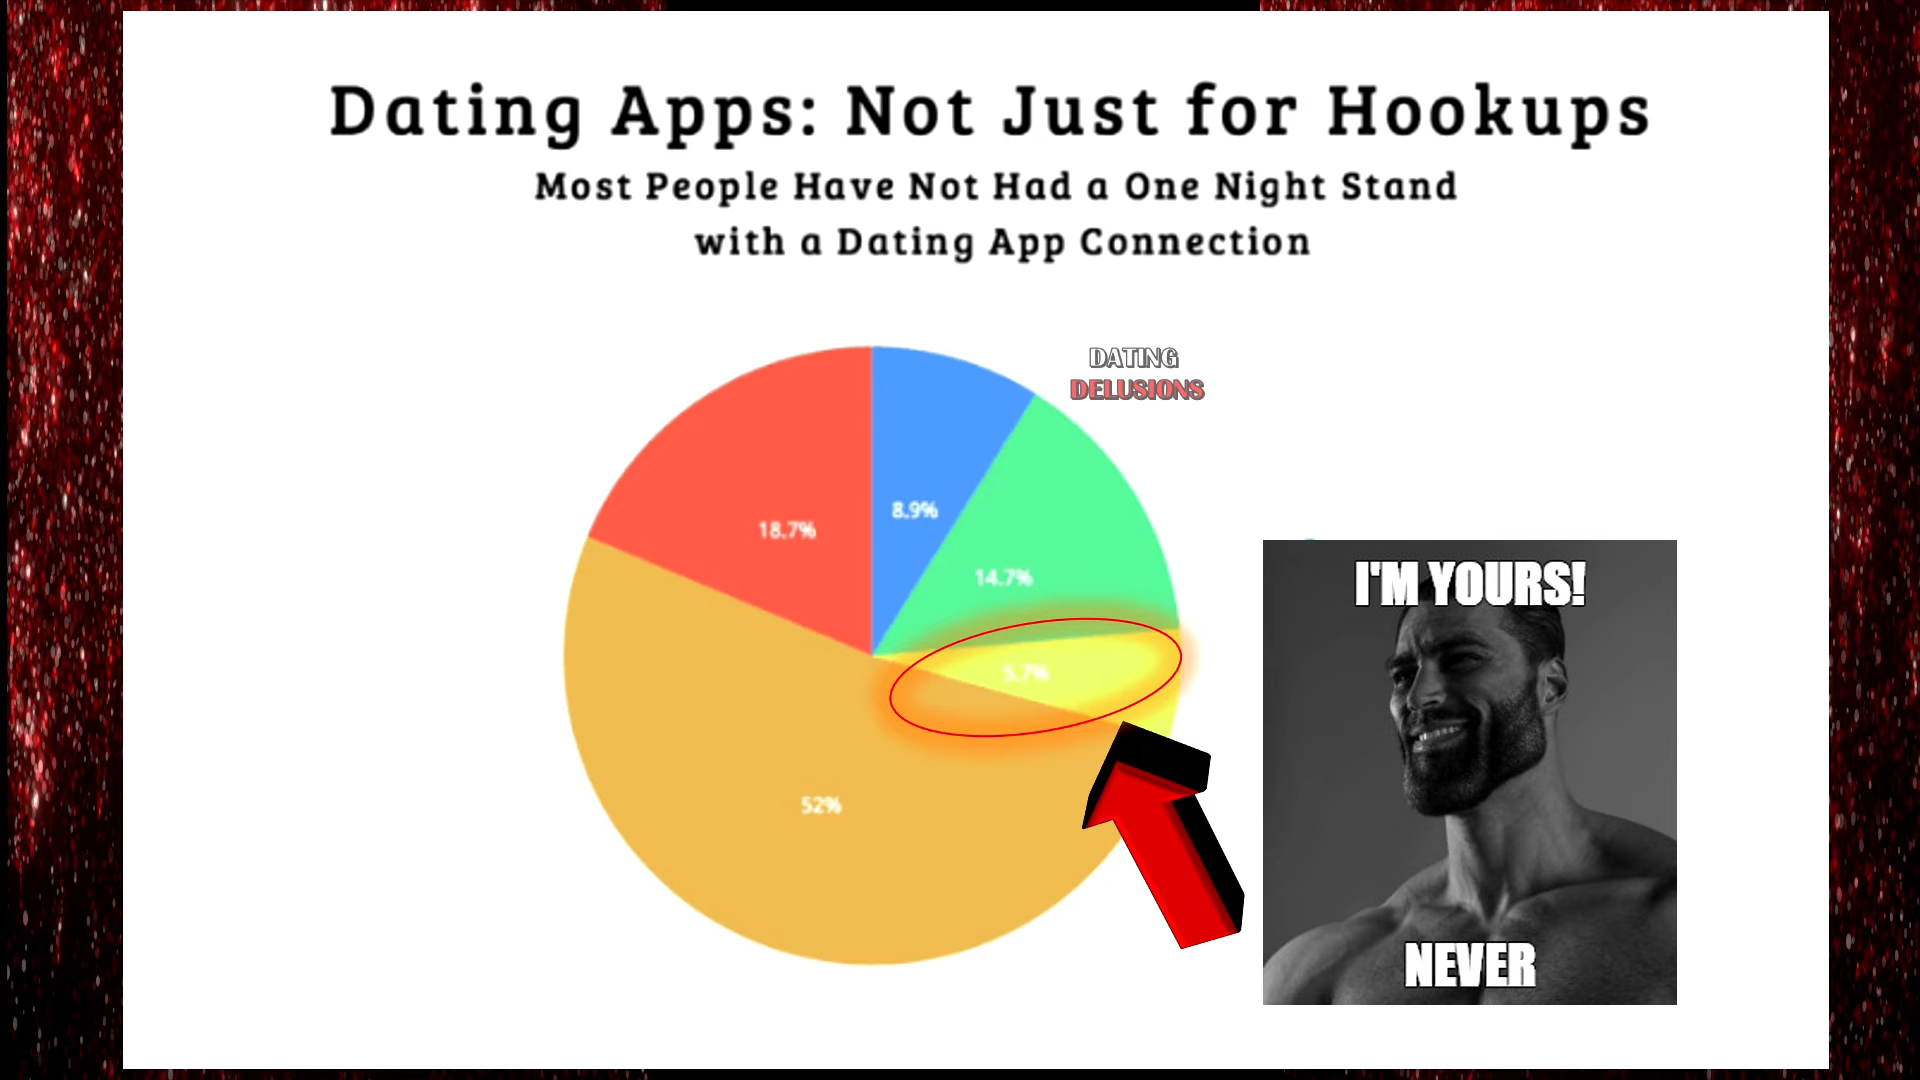 Dating Apps: Not Just for Hookups
Most People Have Not Had a One Night Stand
with a Dating App Connection
DATING
DELUSIONS
8.9%
18.7%
14.7%
5.7%
52%
I'M YOURS!
NEVER